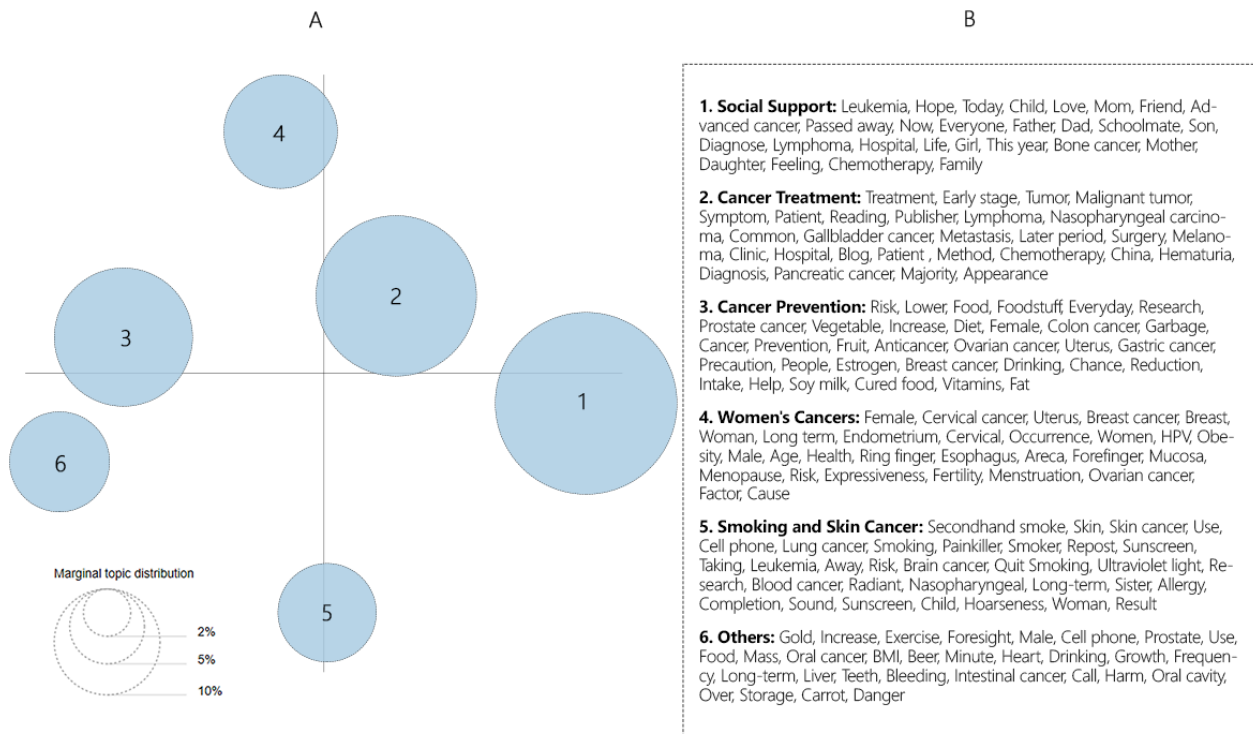 A
B
4
2
3
1
6
5
Marginal topic distribution
2%
5%
10%
1. Social Support: Leukemia, Hope, Today, Child, Love, Mom, Friend, Ad-
vanced cancer, Passed away, Now, Everyone, Father, Dad, Schoolmate, Son,
Diagnose, Lymphoma, Hospital, Life, Girl, This year, Bone cancer, Mother,
Daughter, Feeling, Chemotherapy, Family
2. Cancer Treatment: Treatment, Early stage, Tumor, Malignant tumor,
Symptom, Patient, Reading, Publisher, Lymphoma, Nasopharyngeal carcino-
ma, Common, Gallbladder cancer, Metastasis, Later period, Surgery, Melano-
ma, Clinic, Hospital, Blog, Patient , Method, Chemotherapy, China, Hematuria,
Diagnosis, Pancreatic cancer, Majority, Appearance
3. Cancer Prevention: Risk, Lower, Food, Foodstuff, Everyday, Research,
Prostate cancer, Vegetable, Increase, Diet, Female, Colon cancer, Garbage,
Cancer, Prevention, Fruit, Anticancer, Ovarian cancer, Uterus, Gastric cancer,
Precaution, People, Estrogen, Breast cancer, Drinking, Chance, Reduction,
Intake, Help, Soy milk, Cured food, Vitamins, Fat
4. Women's Cancers: Female, Cervical cancer, Uterus, Breast cancer, Breast,
Woman, Long term, Endometrium, Cervical, Occurrence, Women, HPV, Obe-
sity, Male, Age, Health, Ring finger, Esophagus, Areca, Forefinger, Mucosa,
Menopause, Risk, Expressiveness, Fertility, Menstruation, Ovarian cancer,
Factor, Cause
5. Smoking and Skin Cancer: Secondhand smoke, Skin, Skin cancer, Use,
Cell phone, Lung cancer, Smoking, Painkiller, Smoker, Repost, Sunscreen,
Taking, Leukemia, Away, Risk, Brain cancer, Quit Smoking, Ultraviolet light, Re-
search, Blood cancer, Radiant, Nasopharyngeal, Long-term, Sister, Allergy,
Completion, Sound, Sunscreen, Child, Hoarseness, Woman, Result
6. Others: Gold, Increase, Exercise, Foresight, Male, Cell phone, Prostate, Use,
Food, Mass, Oral cancer, BMI, Beer, Minute, Heart, Drinking, Growth, Frequen-
cy, Long-term, Liver, Teeth, Bleeding, Intestinal cancer, Call, Harm, Oral cavity,
Over, Storage, Carrot, Danger